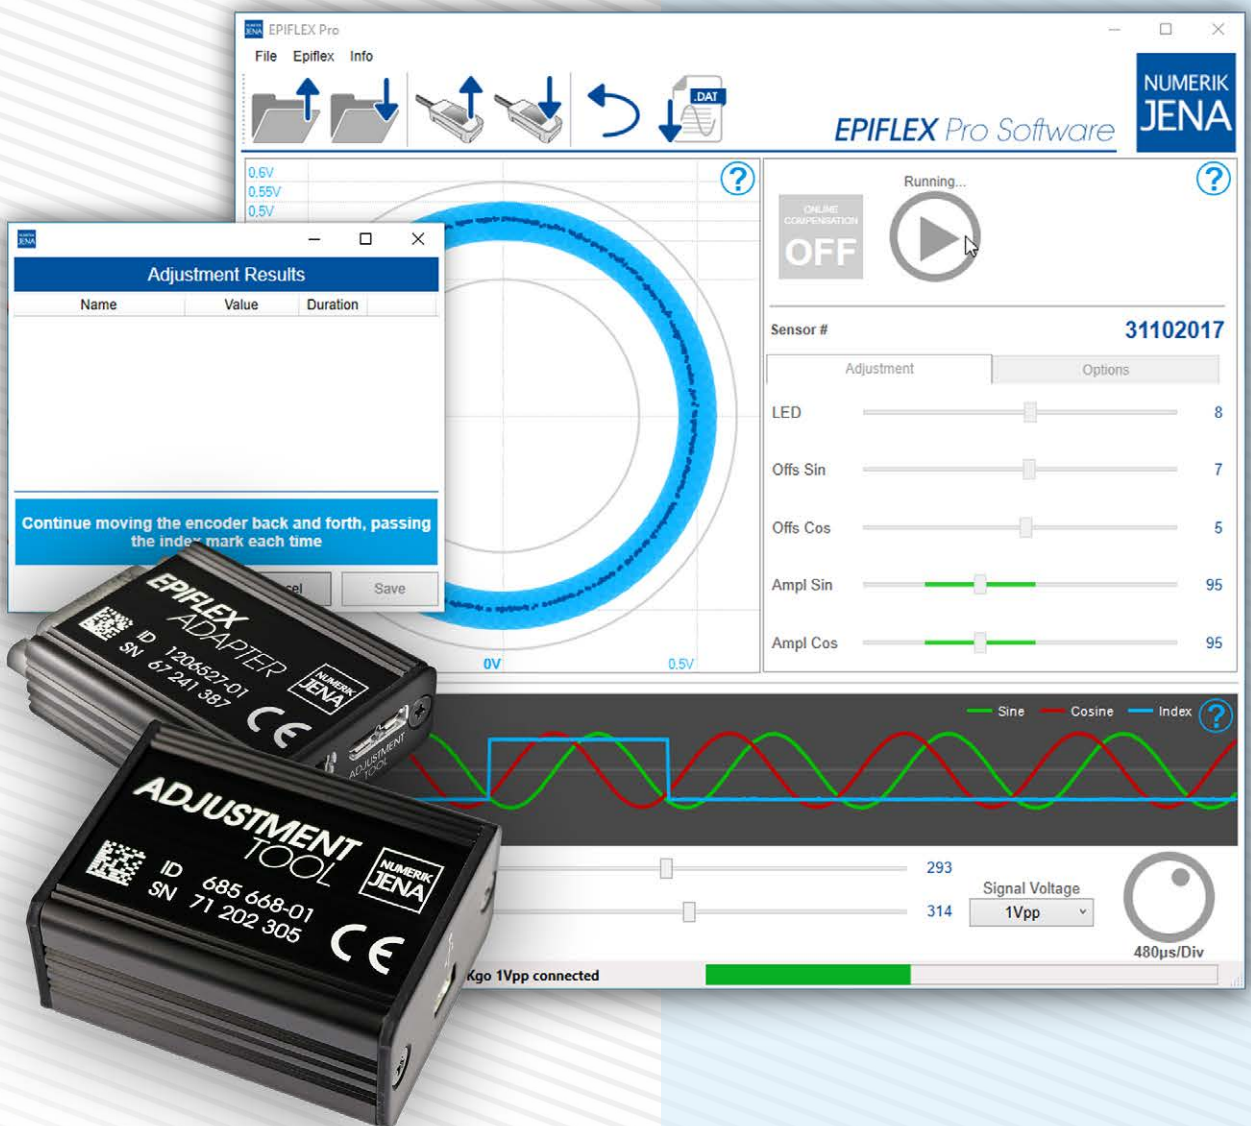 NUMERIK
JENA
EPIFLEX Pro
File Epiflex Info
.DAT
EPIFLEX Pro Software
NUMERIK
JENA
0.6V
0.55V
0.5V
0V
0.5V
?
Running...
?
ONLINE
COMPENSATION
OFF
Sensor # 31102017
Adjustment Options
LED 8
Offs Sin 7
Offs Cos 5
Ampl Sin 95
Ampl Cos 95
NUMERIK
JENA
Adjustment Results
Name Value Duration
Continue moving the encoder back and forth, passing
the index mark each time
Save
Sine Cosine Index ?
293
314
Signal Voltage
1Vpp
480µs/Div
Kgo 1Vpp connected
EPIFLEX
ADAPTER
ID 1206527-01
SN 67 241 387
NUMERIK
JENA
CE
ADJUSTMENT
TOOL
ADJUSTMENT
TOOL
ID 685 668-01
SN 71 202 305
NUMERIK
JENA
CE